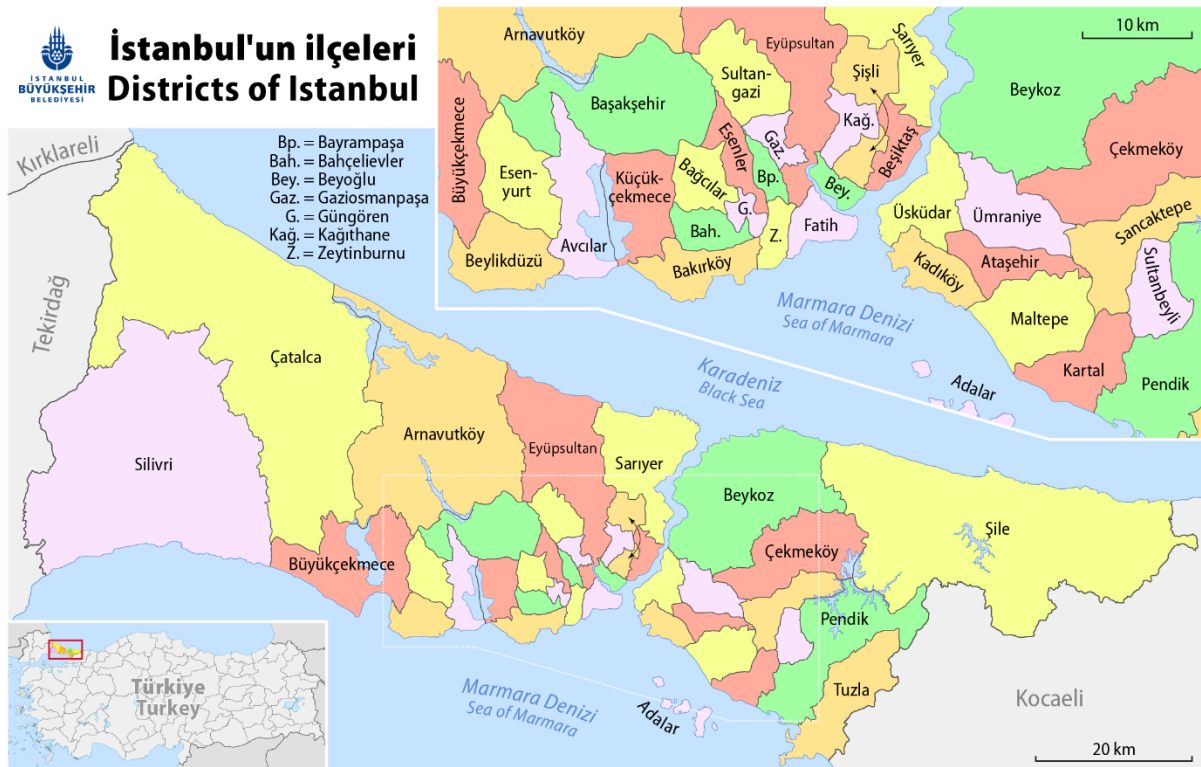 İSTANBUL
BÜYÜKŞEHİR
BELEDİYESİ
İstanbul'un ilçeleri
Districts of Istanbul
Bp. = Bayrampaşa
Bah. = Bahçelievler
Bey. = Beyoğlu
Gaz. = Gaziosmanpaşa
G. = Güngören
Kağ. = Kağıthane
Z. = Zeytinburnu
10 km
Arnavutköy
Eyüpsultan
Sarıyer
Şişli
Sultan-
gazi
Beykoz
Başakşehir
Kağ.
Büyükçekmece
Esenler
Gaz.
Beşiktaş
Çekmeköy
Esen-
yurt
Küçük-
çekmece
Bağcılar
Bp.
Bey.
G.
Üsküdar
Ümraniye
Sancaktepe
Avcılar
Bah.
Z.
Fatih
Beylikdüzü
Bakırköy
Kadıköy
Ataşehir
Sultanbeyli
Marmara Denizi
Sea of Marmara
Maltepe
Kartal
Pendik
Adalar
Kırklareli
Tekirdağ
Çatalca
Karadeniz
Black Sea
Silivri
Arnavutköy
Eyüpsultan
Sarıyer
Beykoz
Şile
Büyükçekmece
Çekmeköy
Pendik
Tuzla
Kocaeli
Marmara Denizi
Sea of Marmara
Adalar
Türkiye
Turkey
20 km